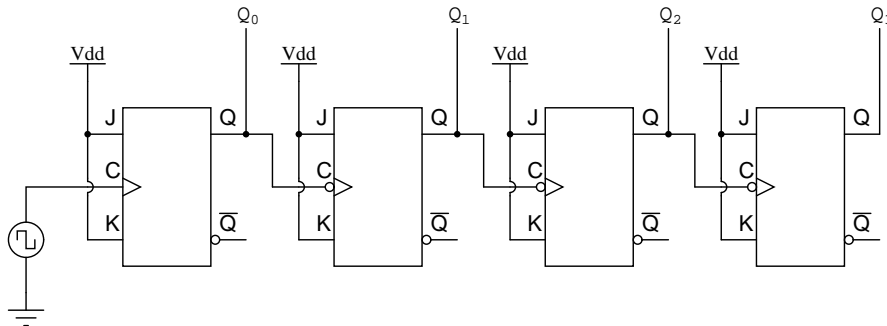 Q₀ Q₁ Q₂ Q
Vdd Vdd Vdd Vdd
J Q J Q J Q J Q
C C C C
K Q̅ K Q̅ K Q̅ K Q̅